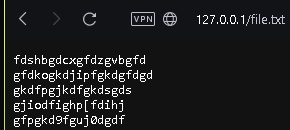 VPN 127.0.0.1/file.txt
fdshbgdcxgfdzgvbgfd
gfdkogkdjipfgkdgfdgd
gkdfpgjkdfgkdsgds
gjiodfighp[fdihj
gfpgkd9fguj0dgdf